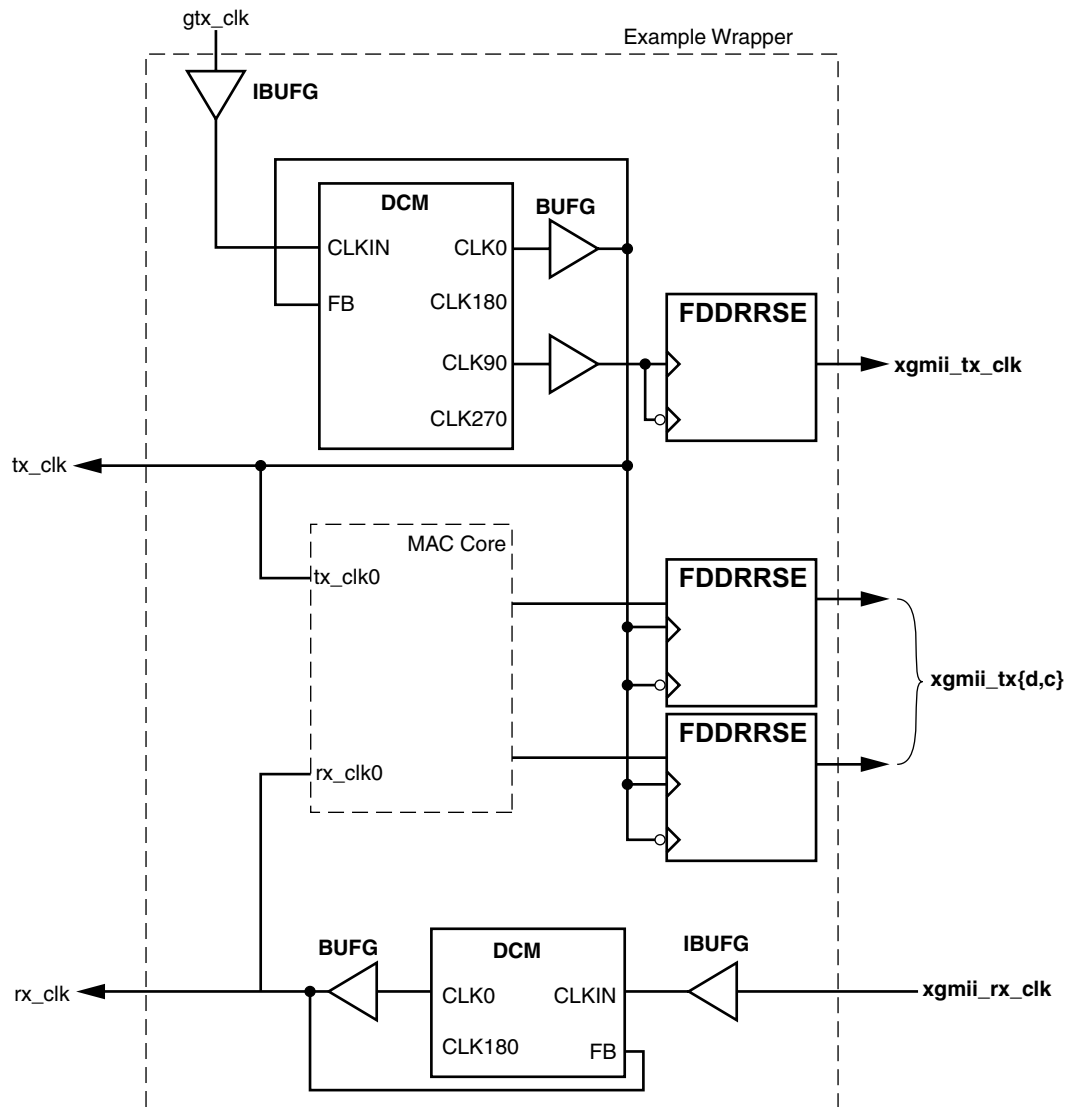 gtx_clk
Example Wrapper
IBUFG
DCM
BUFG
CLKIN
CLK0
FB
CLK180
FDDRRSE
CLK90
xgmii_tx_clk
CLK270
tx_clk
MAC Core
tx_clk0
FDDRRSE
xgmii_tx{d,c}
FDDRRSE
rx_clk0
BUFG
DCM
IBUFG
rx_clk
CLK0
CLKIN
xgmii_rx_clk
CLK180
FB